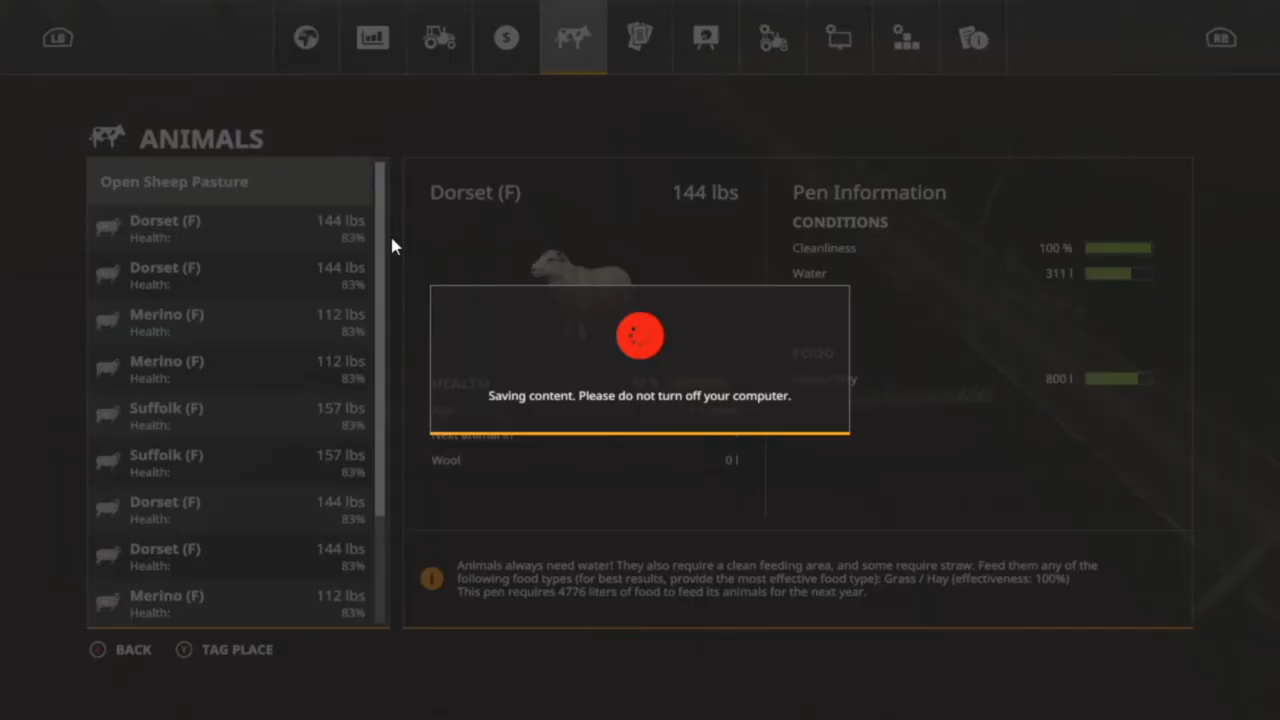 LB
RB
ANIMALS
Open Sheep Pasture
Dorset (F) 144 lbs
Health: 83%
Dorset (F) 144 lbs
Health: 83%
Merino (F) 112 lbs
Health: 83%
Merino (F) 112 lbs
Health: 83%
Suffolk (F) 157 lbs
Health: 83%
Suffolk (F) 157 lbs
Health: 83%
Dorset (F) 144 lbs
Health: 83%
Dorset (F) 144 lbs
Health: 83%
Merino (F) 112 lbs
Health: 83%
Dorset (F) 144 lbs
HEALTH
Wool 0 l
Pen Information
CONDITIONS
Cleanliness 100 %
Water 311 l
FOOD
800 l
Saving content. Please do not turn off your computer.
Animals always need water! They also require a clean feeding area, and some require straw. Feed them any of the
following food types (for best results, provide the most effective food type): Grass / Hay (effectiveness: 100%)
This pen requires 4776 liters of food to feed its animals for the next year.
BACK
Y TAG PLACE